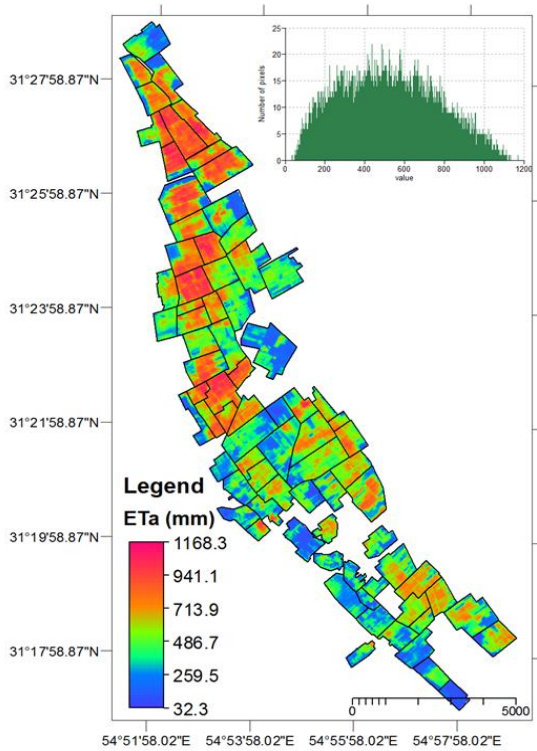 25
20
15
10
5
0
Number of pixels
0 200 400 600 800 1000 1200
value
31°27'58.87"N
31°25'58.87"N
31°23'58.87"N
31°21'58.87"N
31°19'58.87"N
31°17'58.87"N
Legend
ETa (mm)
1168.3
941.1
713.9
486.7
259.5
32.3
0 5000
54°51'58.02"E 54°53'58.02"E 54°55'58.02"E 54°57'58.02"E